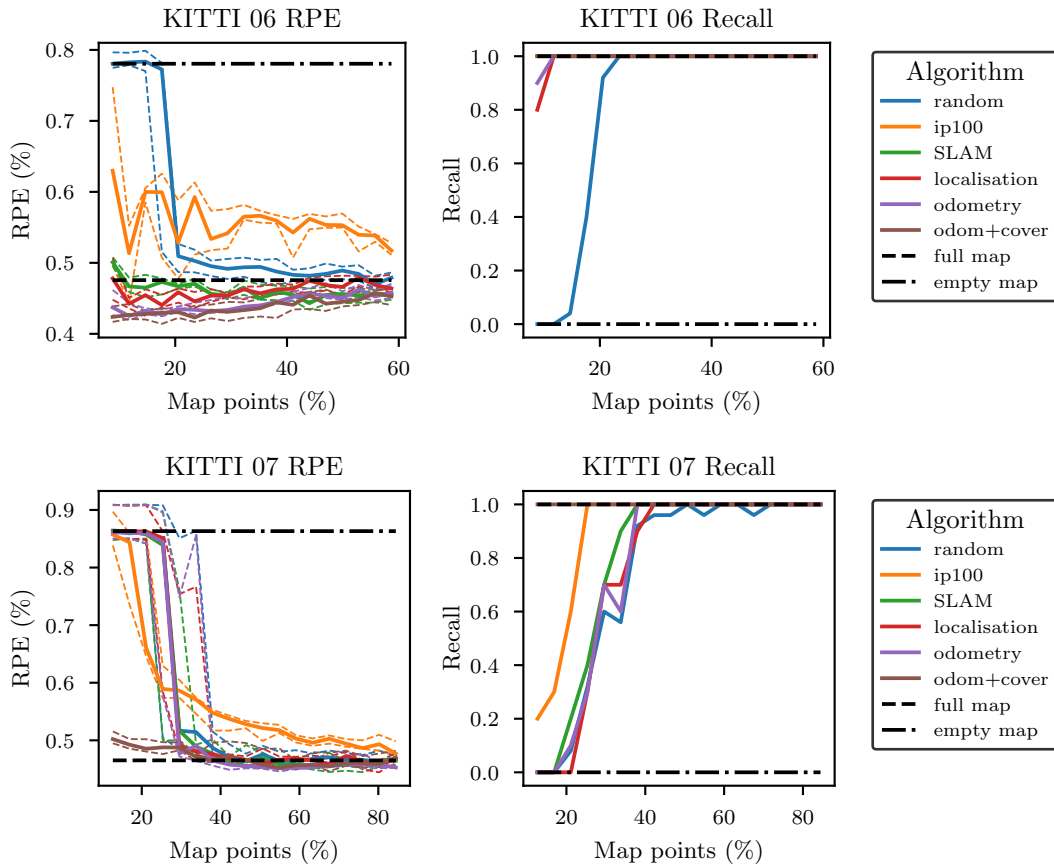 KITTI 06 RPE
0.8
0.7
0.6
0.5
0.4
RPE (%)
20
40
60
Map points (%)
KITTI 06 Recall
1.0
0.8
0.6
0.4
0.2
0.0
Recall
20
40
60
Map points (%)
Algorithm
random
ip100
SLAM
localisation
odometry
odom+cover
full map
empty map
KITTI 07 RPE
0.9
0.8
0.7
0.6
0.5
RPE (%)
20
40
60
80
Map points (%)
KITTI 07 Recall
1.0
0.8
0.6
0.4
0.2
0.0
Recall
20
40
60
80
Map points (%)
Algorithm
random
ip100
SLAM
localisation
odometry
odom+cover
full map
empty map